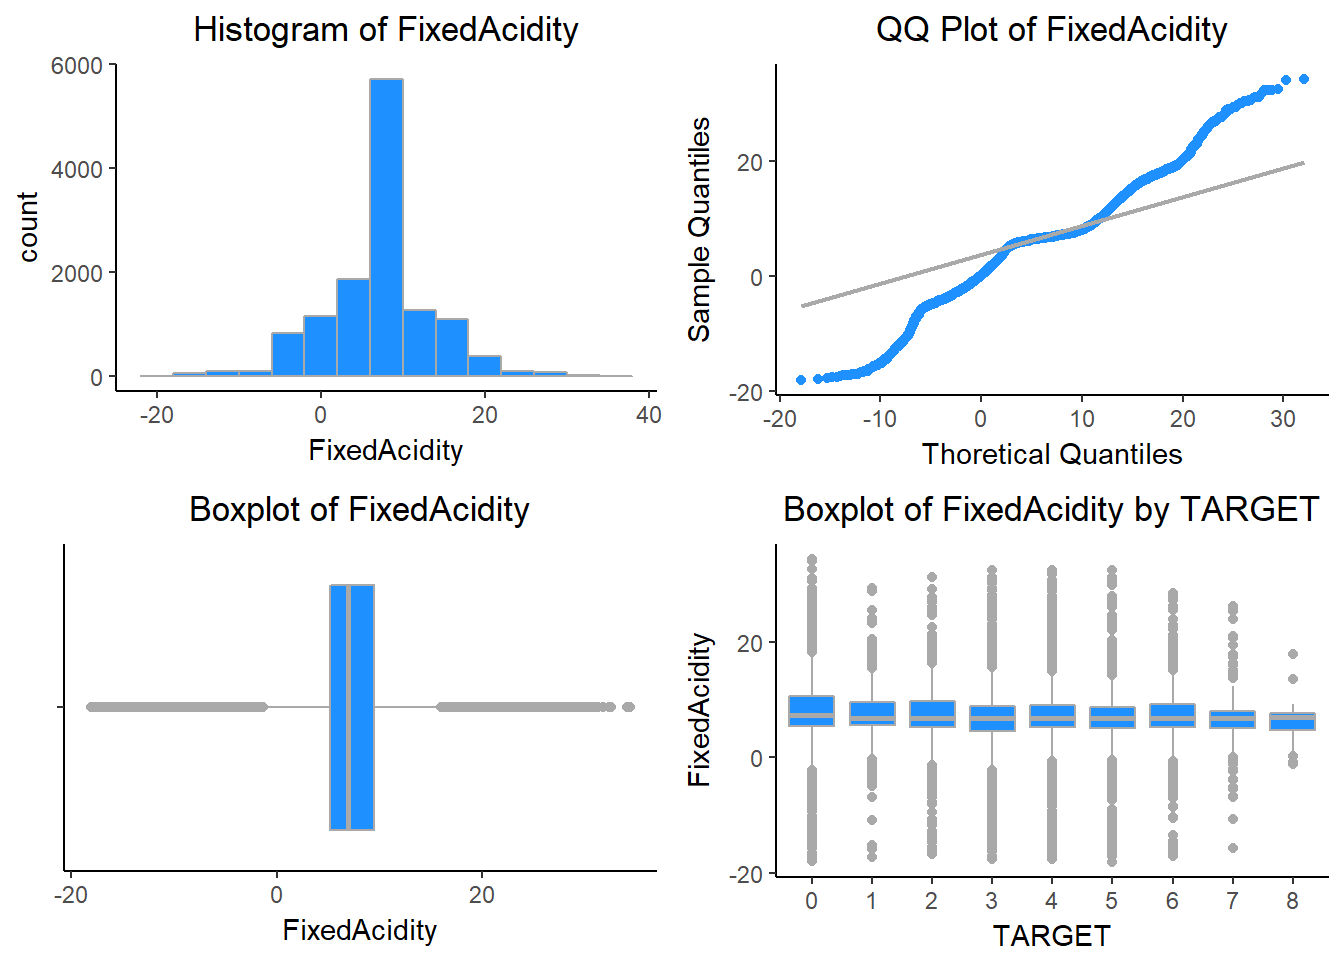 Histogram of FixedAcidity
6000
4000
2000
0
count
-20 0 20 40
FixedAcidity
QQ Plot of FixedAcidity
20
0
-20
Sample Quantiles
-20 -10 0 10 20 30
Thoretical Quantiles
Boxplot of FixedAcidity
-20 0 20
FixedAcidity
Boxplot of FixedAcidity by TARGET
20
0
-20
FixedAcidity
0 1 2 3 4 5 6 7 8
TARGET